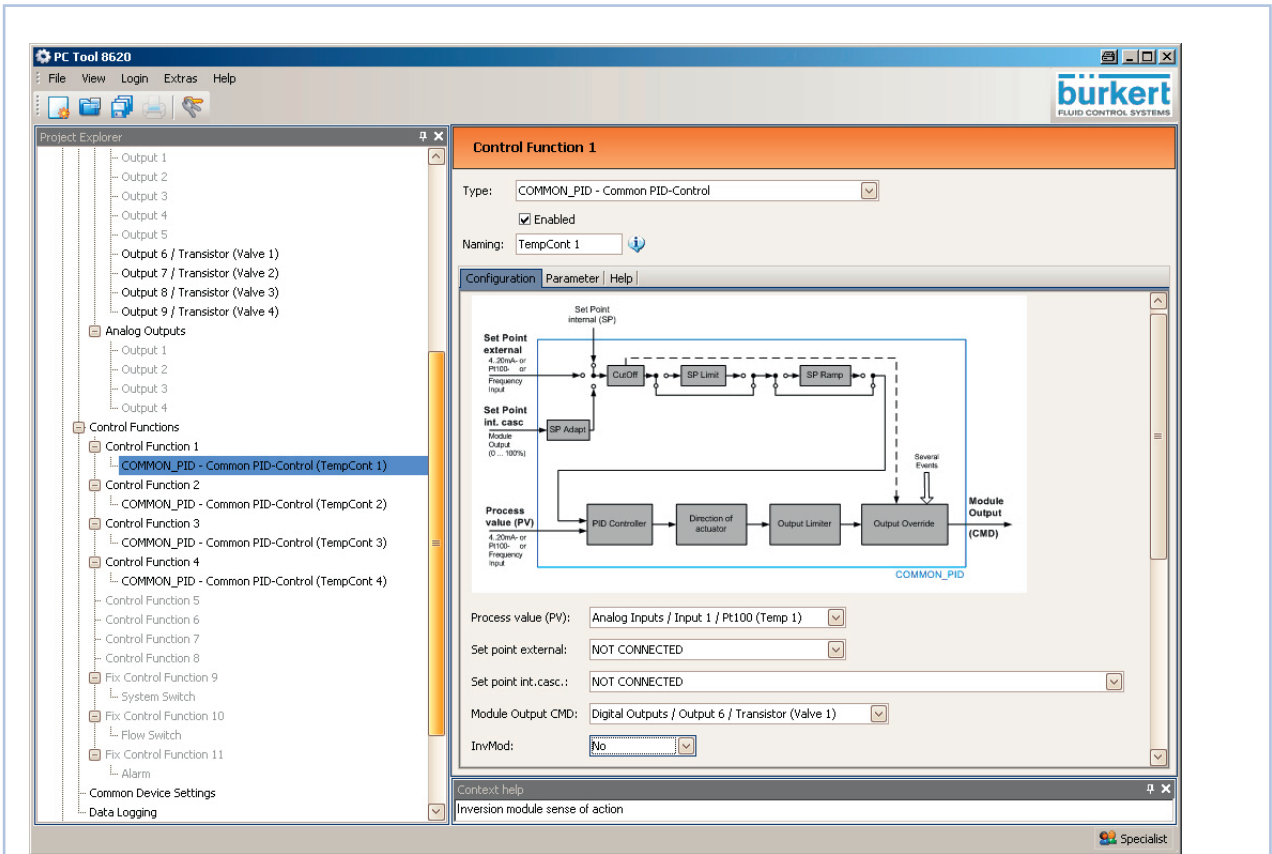 PC Tool 8620
File View Login Extras Help
bürkert
FLUID CONTROL SYSTEMS
Project Explorer
Output 1
Output 2
Output 3
Output 4
Output 5
Output 6 / Transistor (Valve 1)
Output 7 / Transistor (Valve 2)
Output 8 / Transistor (Valve 3)
Output 9 / Transistor (Valve 4)
Analog Outputs
Output 1
Output 2
Output 3
Output 4
Control Functions
Control Function 1
COMMON_PID - Common PID-Control (TempCont 1)
Control Function 2
COMMON_PID - Common PID-Control (TempCont 2)
Control Function 3
COMMON_PID - Common PID-Control (TempCont 3)
Control Function 4
COMMON_PID - Common PID-Control (TempCont 4)
Control Function 5
Control Function 6
Control Function 7
Control Function 8
Fix Control Function 9
System Switch
Fix Control Function 10
Flow Switch
Fix Control Function 11
Alarm
Common Device Settings
Data Logging
Control Function 1
Type: COMMON_PID - Common PID-Control
Enabled
Naming: TempCont 1
Configuration Parameter Help
Set Point
internal (SP)
Set Point
external
4..20mA- or
Pt100- or
Frequency
Input
CutOff
SP Limit
SP Ramp
Set Point
int. casc
Module
Output
(0 ... 100%)
SP Adapt
Several
Events
Process
value (PV)
4..20mA- or
Pt100- or
Frequency
Input
PID Controller
Direction of
actuator
Output Limiter
Output Override
Module
Output
(CMD)
COMMON_PID
Process value (PV): Analog Inputs / Input 1 / Pt100 (Temp 1)
Set point external: NOT CONNECTED
Set point int.casc.: NOT CONNECTED
Module Output CMD: Digital Outputs / Output 6 / Transistor (Valve 1)
InvMod: No
Context help
Inversion module sense of action
Specialist